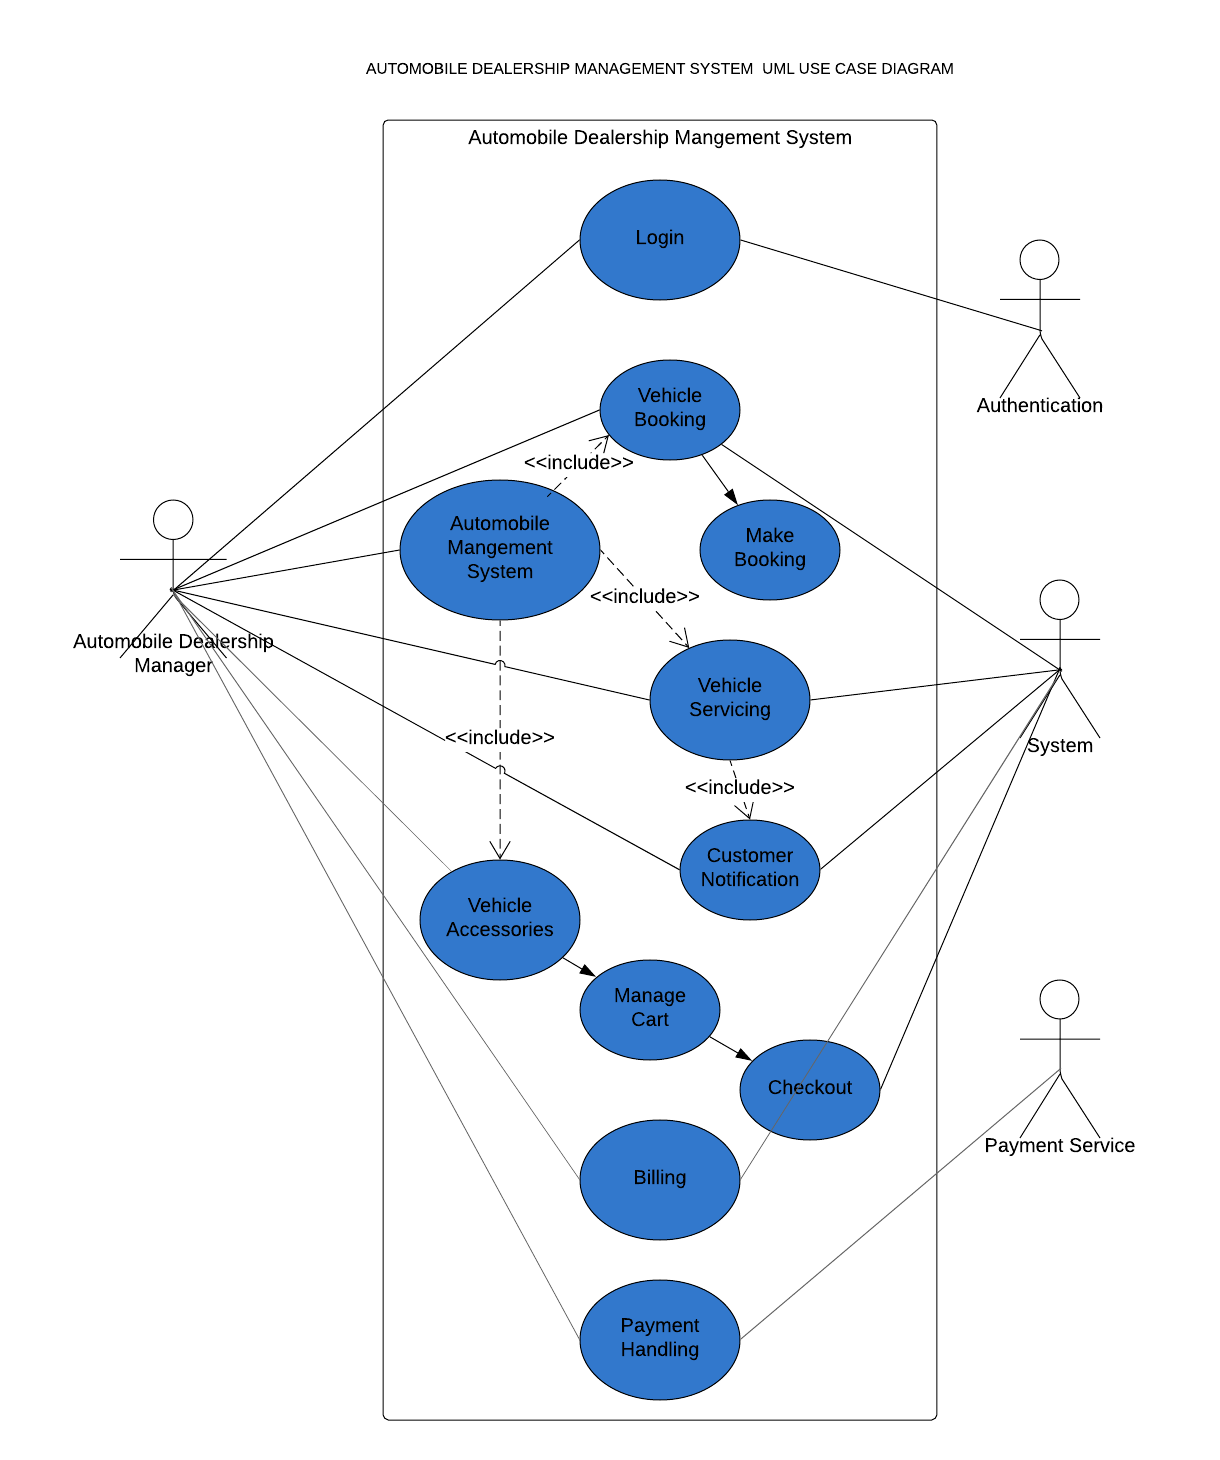 AUTOMOBILE DEALERSHIP MANAGEMENT SYSTEM  UML USE CASE DIAGRAM
Automobile Dealership Mangement System
Login
Authentication
Vehicle
Booking
<<include>>
Automobile
Mangement
System
Make
Booking
<<include>>
Automobile Dealership
Manager
Vehicle
Servicing
System
<<include>>
<<include>>
Customer
Notification
Vehicle
Accessories
Manage
Cart
Checkout
Payment Service
Billing
Payment
Handling